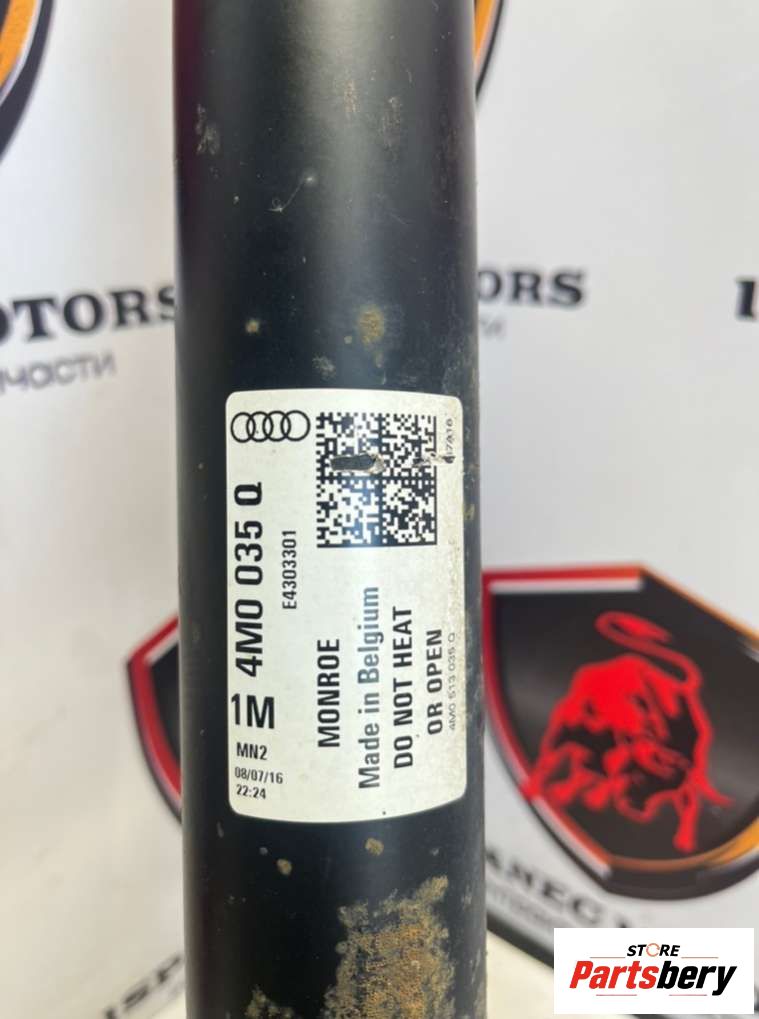 OTORS
ORS
4M0 035 Q
E4303301
1M
MN2
08/07/16
22:24
MONROE
Made in Belgium
DO NOT HEAT
OR OPEN
4M0 513 035 Q
STORE
Partsbery